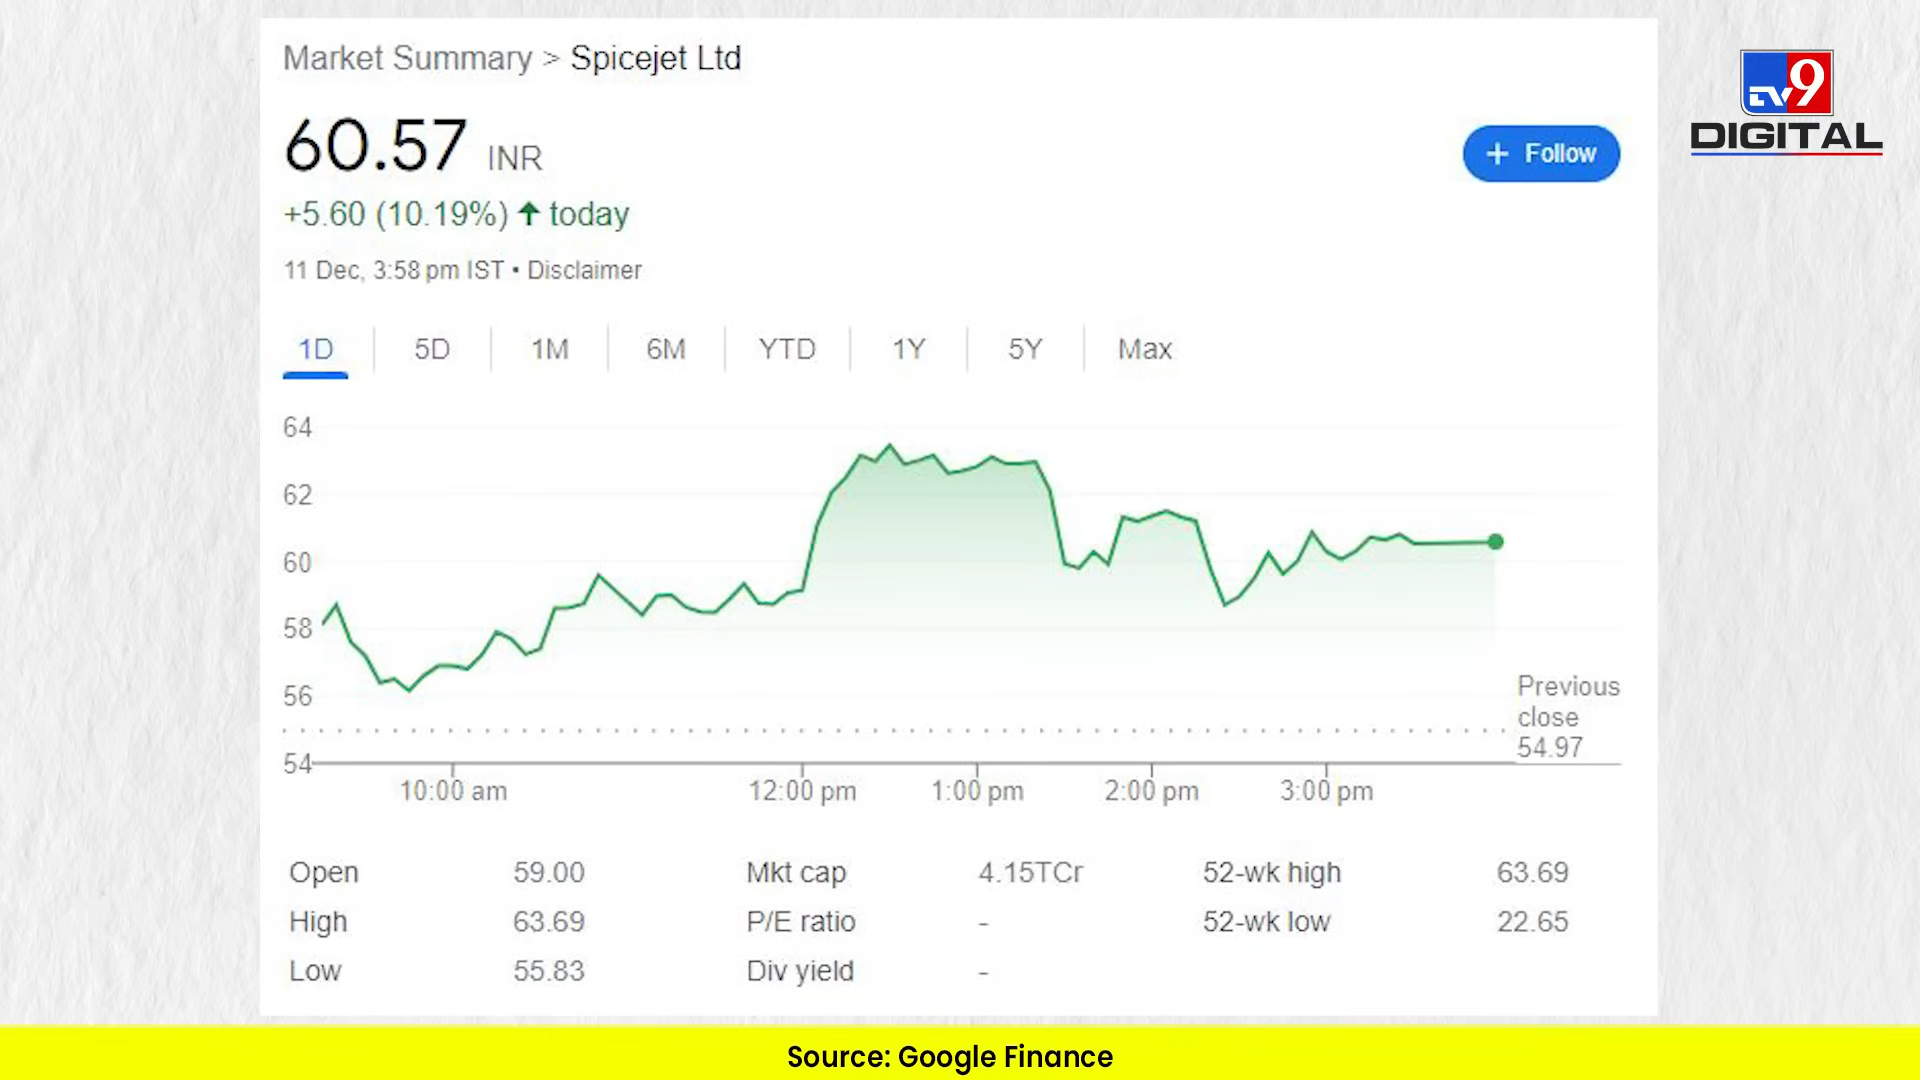 Market Summary > Spicejet Ltd
TV9
DIGITAL
60.57 INR
+ Follow
+5.60 (10.19%) ↑ today
11 Dec, 3:58 pm IST • Disclaimer
1D 5D 1M 6M YTD 1Y 5Y Max
64
62
60
58
56
54
Previous
close
54.97
10:00 am 12:00 pm 1:00 pm 2:00 pm 3:00 pm
Open 59.00 Mkt cap 4.15TCr 52-wk high 63.69
High 63.69 P/E ratio - 52-wk low 22.65
Low 55.83 Div yield -
Source: Google Finance